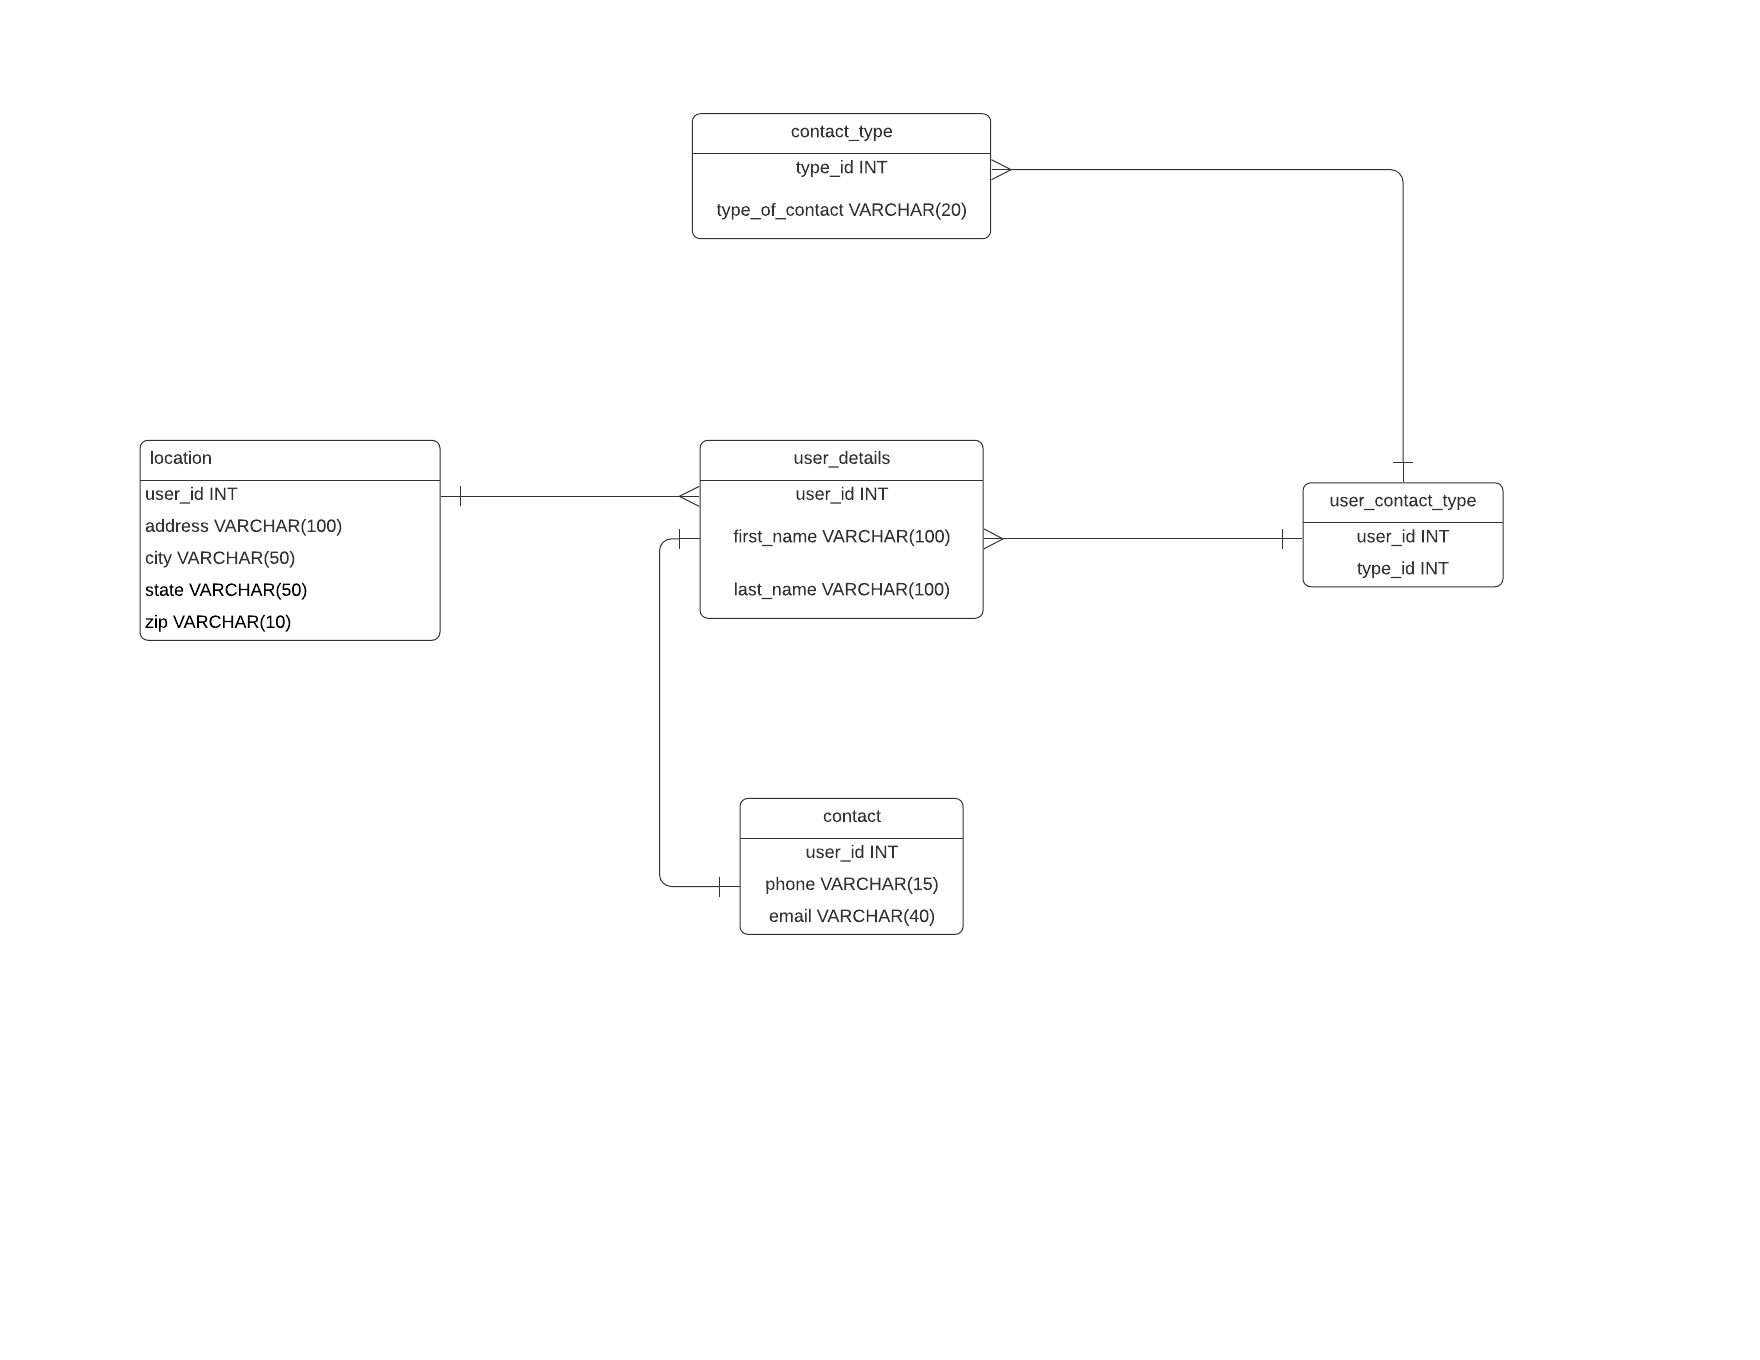 contact_type
type_id INT
type_of_contact VARCHAR(20)
location
user_id INT
address VARCHAR(100)
city VARCHAR(50)
state VARCHAR(50)
zip VARCHAR(10)
user_details
user_id INT
first_name VARCHAR(100)
last_name VARCHAR(100)
user_contact_type
user_id INT
type_id INT
contact
user_id INT
phone VARCHAR(15)
email VARCHAR(40)